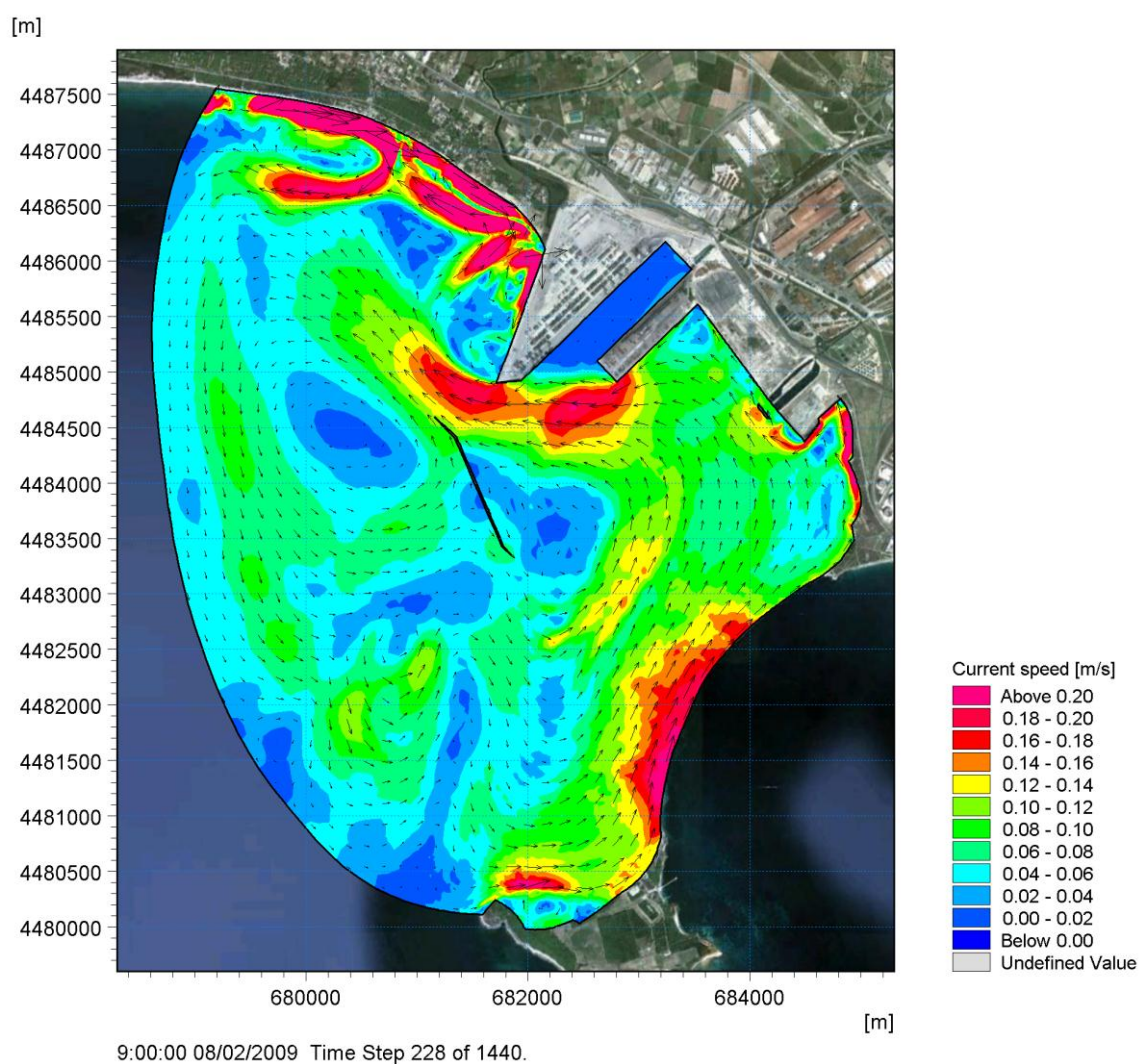 [m]
4487500
4487000
4486500
4486000
4485500
4485000
4484500
4484000
4483500
4483000
4482500
4482000
4481500
4481000
4480500
4480000
680000 682000 684000
[m]
Current speed [m/s]
Above 0.20
0.18 - 0.20
0.16 - 0.18
0.14 - 0.16
0.12 - 0.14
0.10 - 0.12
0.08 - 0.10
0.06 - 0.08
0.04 - 0.06
0.02 - 0.04
0.00 - 0.02
Below 0.00
Undefined Value
9:00:00 08/02/2009 Time Step 228 of 1440.